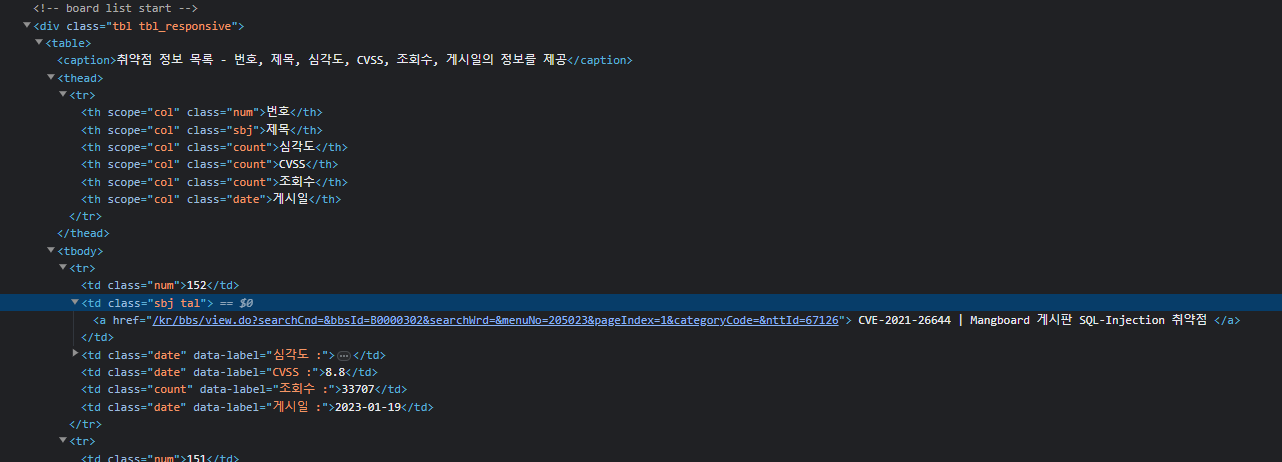 <!-- board list start -->
<div class="tbl tbl_responsive">
<table>
<caption>취약점 정보 목록 - 번호, 제목, 심각도, CVSS, 조회수, 게시일의 정보를 제공</caption>
<thead>
<tr>
<th scope="col" class="num">번호</th>
<th scope="col" class="sbj">제목</th>
<th scope="col" class="count">심각도</th>
<th scope="col" class="count">CVSS</th>
<th scope="col" class="count">조회수</th>
<th scope="col" class="date">게시일</th>
</tr>
</thead>
<tbody>
<tr>
<td class="num">152</td>
<td class="sbj tal"> == $0
<a href="/kr/bbs/view.do?searchCnd=&bbsId=B0000302&searchWrd=&menuNo=205023&pageIndex=1&categoryCode=&nttId=67126"> CVE-2021-26644 | Mangboard 게시판 SQL-Injection 취약점 </a>
</td>
<td class="date" data-label="심각도 :">…</td>
<td class="date" data-label="CVSS :">8.8</td>
<td class="count" data-label="조회수 :">33707</td>
<td class="date" data-label="게시일 :">2023-01-19</td>
</tr>
<tr>
<td class="num">151</td>